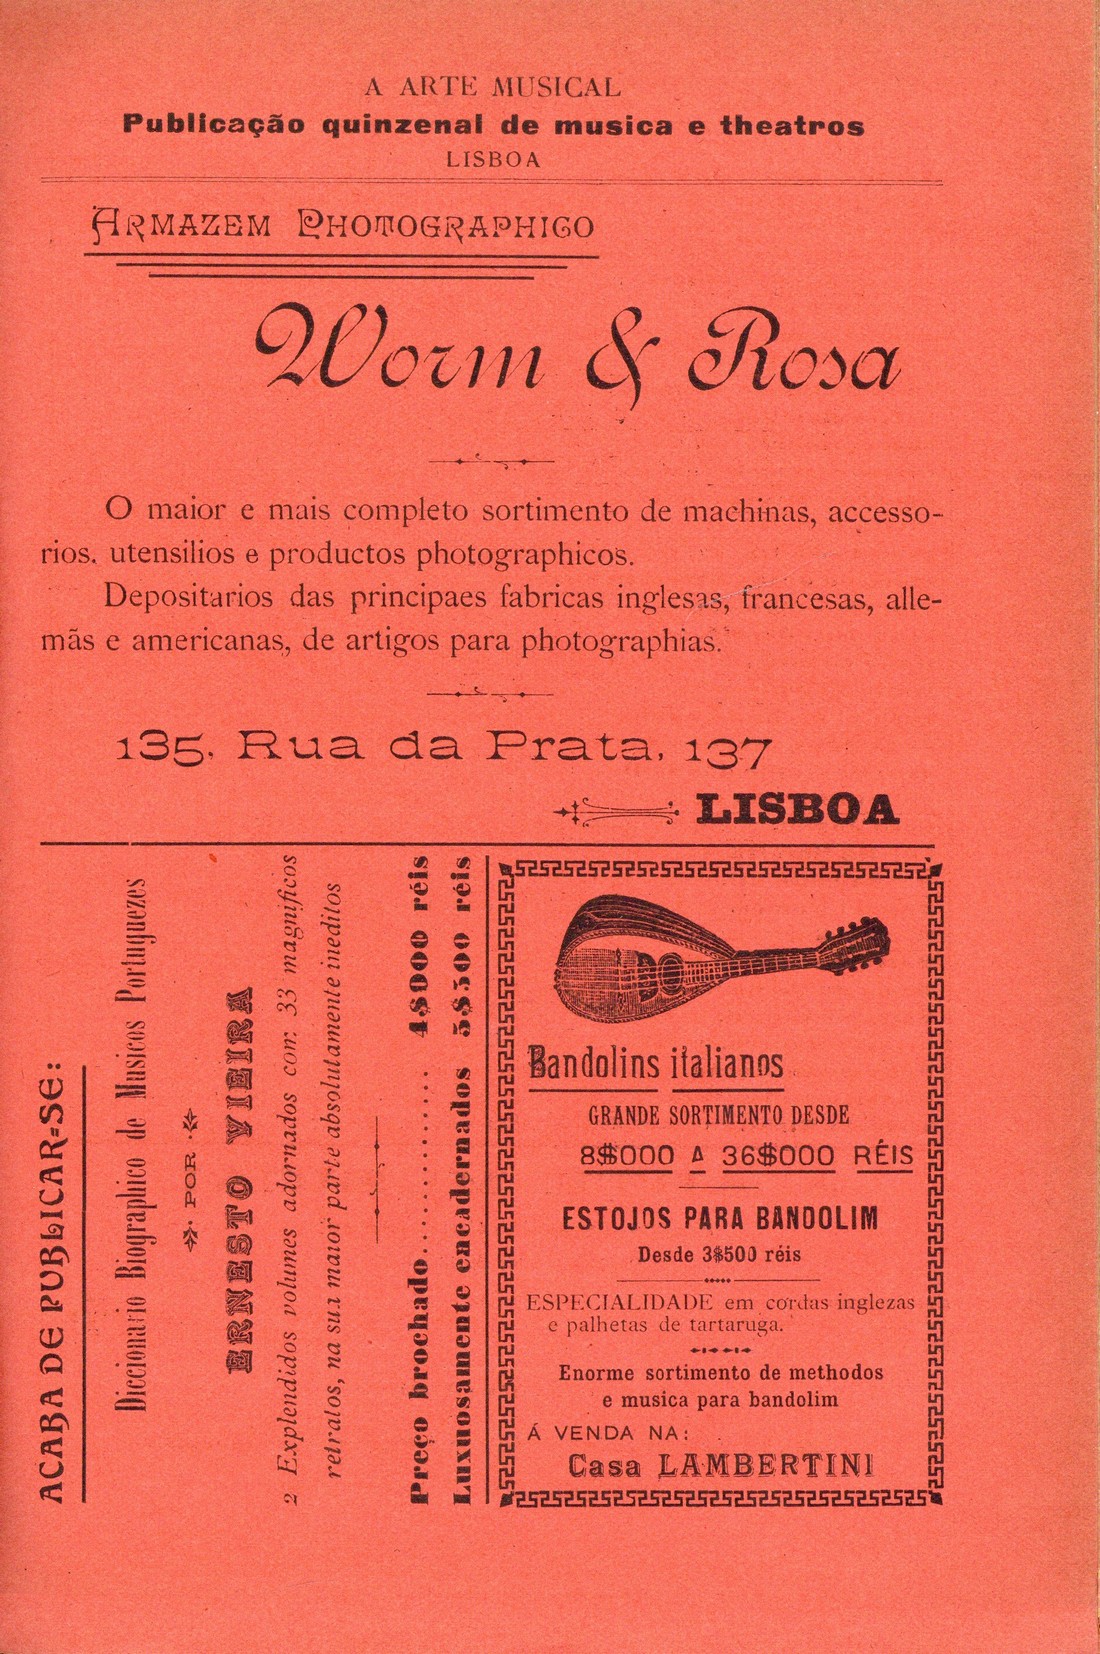 A ARTE MUSICAL
Publicação quinzenal de musica e theatros
LISBOA
ARMAZEM PHOTOGRAPHICO
Worm & Rosa
O maior e mais completo sortimento de machinas, accesso-
rios, utensilios e productos photographicos.
Depositarios das principaes fabricas inglesas, francesas, alle-
mãs e americanas, de artigos para photographias.
135, Rua da Prata, 137
LISBOA
ACABA DE PUBLICAR-SE:
Diccionario Biographico de Musicos Portuguezes
POR
ERNESTO VIEIRA
2 Explendidos volumes adornados com 33 magnificos
retratos, na sua maior parte absolutamente ineditos
Preço brochado.......... 4$000 réis
Luxuosamente encadernados 5$500 réis
Bandolins italianos
GRANDE SORTIMENTO DESDE
8$000 A 36$000 RÉIS
ESTOJOS PARA BANDOLIM
Desde 3$500 réis
ESPECIALIDADE em cordas inglezas
e palhetas de tartaruga.
Enorme sortimento de methodos
e musica para bandolim
Á VENDA NA:
Casa LAMBERTINI